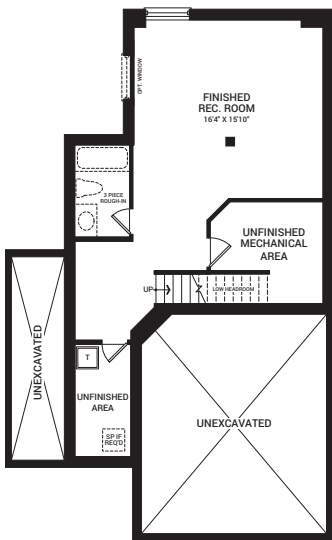 OPT. WINDOW
FINISHED
REC. ROOM
16'4" X 15'10"
3 PIECE
ROUGH-IN
UNFINISHED
MECHANICAL
AREA
UP
LOW HEADROOM
UNEXCAVATED
T
UNFINISHED
AREA
SP IF
REQ'D
UNEXCAVATED